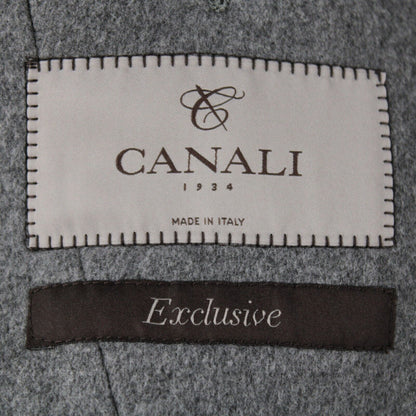 CANALI
1934
MADE IN ITALY
Exclusive